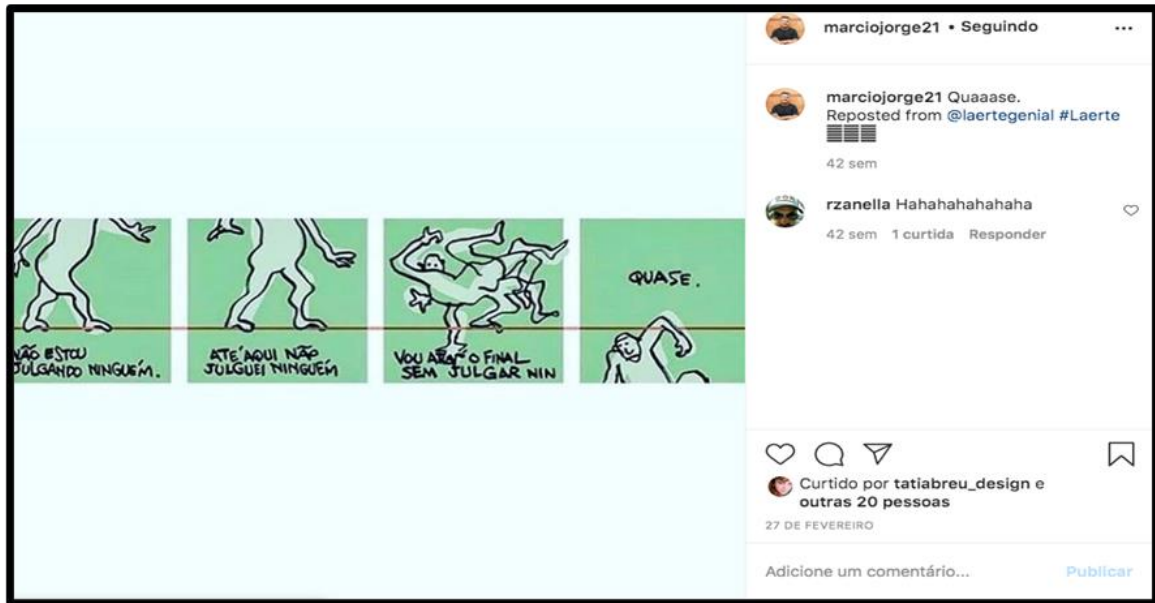 NÃO ESTOU
JULGANDO NINGUÉM.
ATÉ AQUI NÃO
JULGUEI NINGUÉM
VOU ATÉ O FINAL
SEM JULGAR NIN
QUASE.
marciojorge21 • Seguindo
marciojorge21 Quaaase.
Reposted from @laertegenial #Laerte
42 sem
rzanella Hahahahahahaha
42 sem 1 curtida Responder
Curtido por tatiabreu_design e
outras 20 pessoas
27 DE FEVEREIRO
Adicione um comentário... Publicar